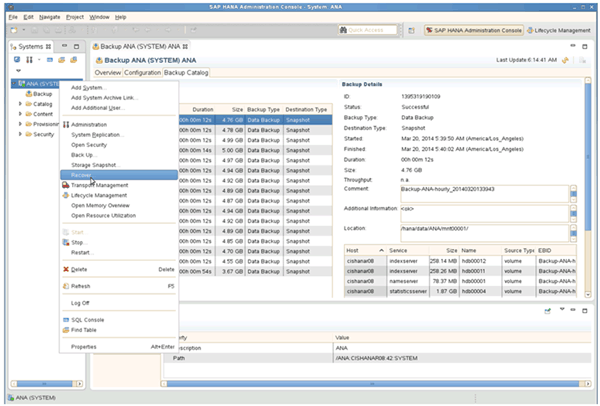 SAP HANA Administration Console - System: ANA
File Edit Navigate Project Window Help
Quick Access
SAP HANA Administration Console
Lifecycle Management
Systems
Backup ANA (SYSTEM) ANA
Backup ANA (SYSTEM) ANA
Last Update:6:14:41 AM
Overview Configuration Backup Catalog
ANA (SYSTEM
Backup
Catalog
Content
Provisionin
Security
Add System...
Add System Archive Link...
Add Additional User...
Administration
System Replication...
Open Security
Back Up...
Storage Snapshot...
Recover...
Transport Management
Lifecycle Management
Open Memory Overview
Open Resource Utilization
Start...
Stop...
Restart...
Delete Delete
Refresh F5
Log Off
SQL Console
Find Table
Properties Alt+Enter
Duration Size Backup Type Destination Type
00h 00m 12s 4.76 GB Data Backup Snapshot
00h 00m 12s 4.78 GB Data Backup Snapshot
00h 00m 12s 4.99 GB Data Backup Snapshot
00h 00m 14s 5.00 GB Data Backup Snapshot
00h 00m 12s 4.94 GB Data Backup Snapshot
00h 00m 12s 4.92 GB Data Backup Snapshot
00h 00m 12s 4.89 GB Data Backup Snapshot
00h 00m 12s 4.87 GB Data Backup Snapshot
00h 00m 12s 4.94 GB Data Backup Snapshot
00h 00m 12s 4.89 GB Data Backup Snapshot
00h 00m 12s 4.85 GB Data Backup Snapshot
00h 00m 12s 4.70 GB Data Backup Snapshot
00h 00m 12s 4.55 GB Data Backup Snapshot
00h 00m 54s 3.67 GB Data Backup Snapshot
Backup Details
ID: 1395319190109
Status: Successful
Backup Type: Data Backup
Destination Type: Snapshot
Started: Mar 20, 2014 5:39:50 AM (America/Los_Angeles)
Finished: Mar 20, 2014 5:40:02 AM (America/Los_Angeles)
Duration: 00h 00m 12s
Size: 4.76 GB
Throughput: n.a.
Comment: Backup-ANA-hourly_20140320133943
Additional Information: <ok>
Location: /hana/data/ANA/mnt00001/
Host Service Size Name Source Type EBID
cishanar08 indexserver 258.14 MB hdb00012 volume Backup-ANA-h
cishanar08 indexserver 258.26 MB hdb00011 volume Backup-ANA-h
cishanar08 nameserver 78.37 MB hdb00001 volume Backup-ANA-h
cishanar08 statisticsserver 1.87 GB hdb00004 volume Backup-ANA-h
Value
ANA
Path /ANA CISHANAR08 42 SYSTEM
ANA (SYSTEM)